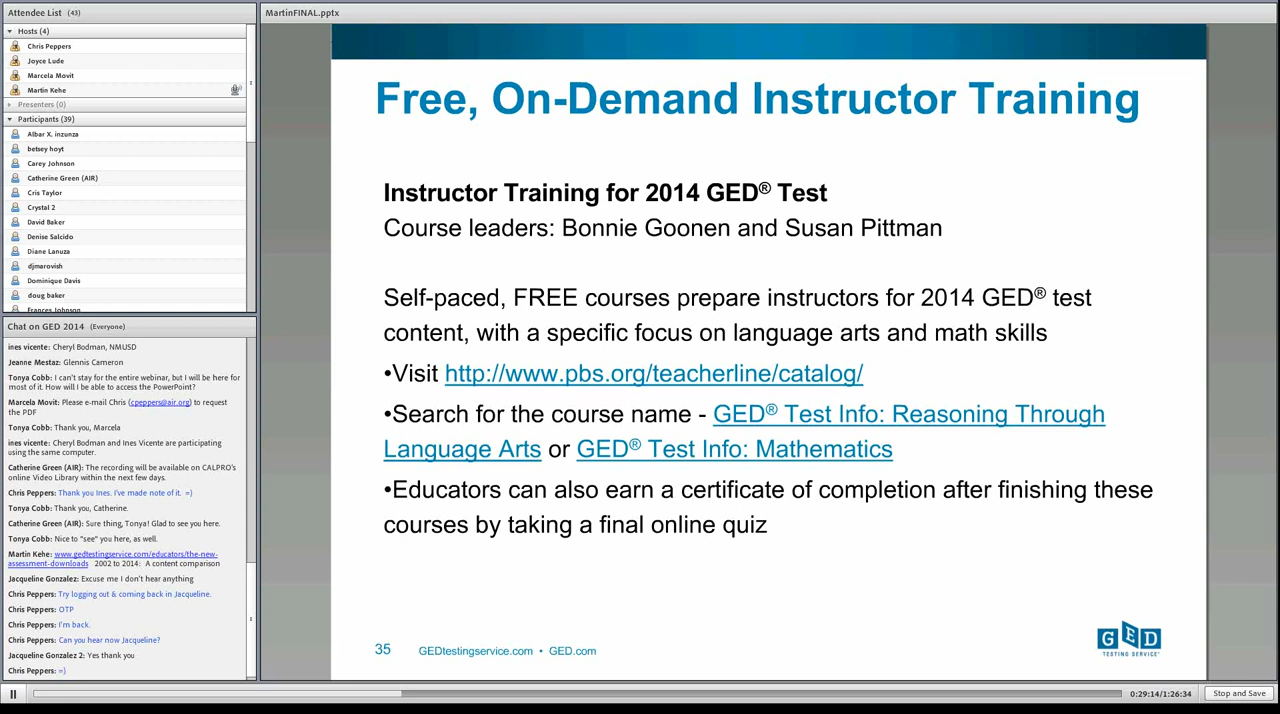 Attendee List (43)
Hosts (4)
Chris Peppers
Joyce Lude
Marcela Movit
Martin Kehe
Presenters (0)
Participants (39)
Albar X. inzunza
betsey hoyt
Carey Johnson
Catherine Green (AIR)
Cris Taylor
Crystal 2
David Baker
Denise Salcido
Diane Lanuza
djmarovish
Dominique Davis
doug baker
Frances Johnson
Chat on GED 2014 (Everyone)
ines vicente: Cheryl Bodman, NMUSD
Jeanne Mestaz: Glennis Cameron
Tonya Cobb: I can't stay for the entire webinar, but I will be here for
most of it. How will I be able to access the PowerPoint?
Marcela Movit: Please e-mail Chris (cpeppers@air.org) to request
the PDF
Tonya Cobb: Thank you, Marcela
ines vicente: Cheryl Bodman and Ines Vicente are participating
using the same computer.
Catherine Green (AIR): The recording will be available on CALPRO's
online Video Library within the next few days.
Chris Peppers: Thank you Ines. I've made note of it. =)
Tonya Cobb: Thank you, Catherine.
Catherine Green (AIR): Sure thing, Tonya! Glad to see you here.
Tonya Cobb: Nice to "see" you here, as well.
Martin Kehe: www.gedtestingservice.com/educators/the-new-
assessment-downloads 2002 to 2014: A content comparison
Jacqueline Gonzalez: Excuse me I don't hear anything
Chris Peppers: Try logging out & coming back in Jacqueline.
Chris Peppers: OTP
Chris Peppers: I'm back.
Chris Peppers: Can you hear now Jacqueline?
Jacqueline Gonzalez 2: Yes thank you
Chris Peppers: =)
MartinFINAL.pptx
Free, On-Demand Instructor Training
Instructor Training for 2014 GED® Test
Course leaders: Bonnie Goonen and Susan Pittman
Self-paced, FREE courses prepare instructors for 2014 GED® test
content, with a specific focus on language arts and math skills
•Visit http://www.pbs.org/teacherline/catalog/
•Search for the course name - GED® Test Info: Reasoning Through
Language Arts or GED® Test Info: Mathematics
•Educators can also earn a certificate of completion after finishing these
courses by taking a final online quiz
35 GEDtestingservice.com • GED.com
GED
TESTING SERVICE®
0:29:14/1:26:34
Stop and Save